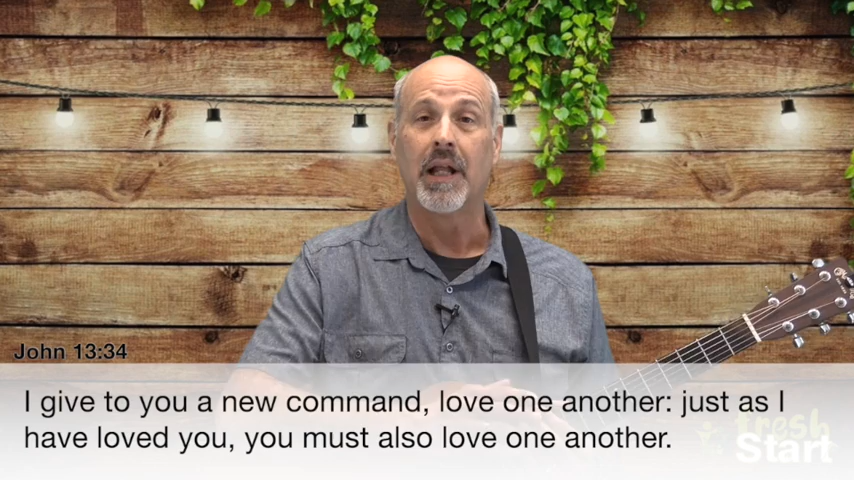 John 13:34
I give to you a new command, love one another: just as I
have loved you, you must also love one another.
fresh
Start